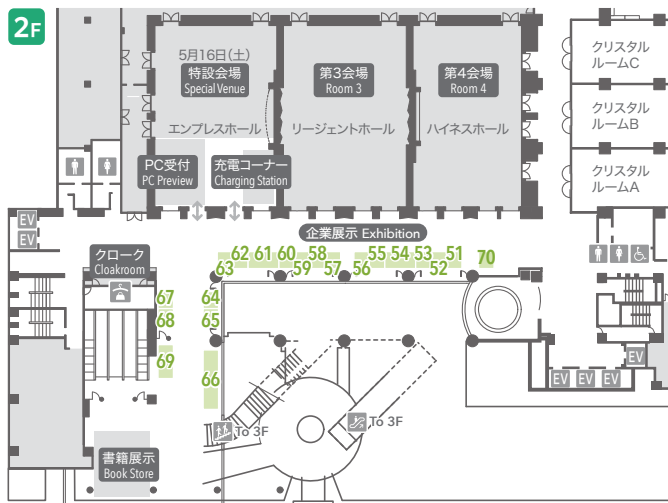 2F
5月16日(土)
特設会場
Special Venue
第3会場
Room 3
第4会場
Room 4
クリスタル
ルームC
エンプレスホール
リージェントホール
ハイネスホール
クリスタル
ルームB
PC受付
PC Preview
充電コーナー
Charging Station
クリスタル
ルームA
EV
EV
企業展示 Exhibition
クローク
Cloakroom
62 61 60 58 55 54 53 51 70
63 59 57 56 52
67 64
68 65
69 66
EV
EV EV EV
To 3F
To 3F
書籍展示
Book Store